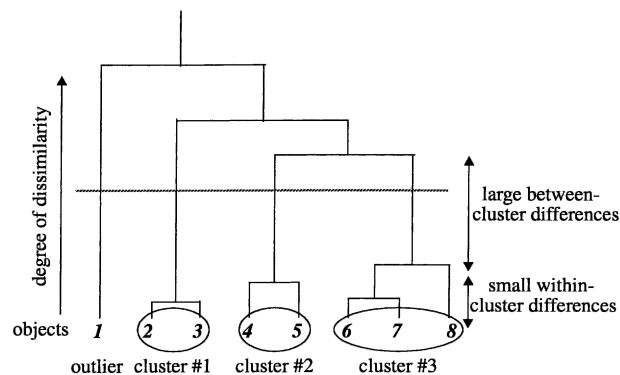 degree of dissimilarity
large between-
cluster differences
small within-
cluster differences
objects 1 2 3 4 5 6 7 8
outlier cluster #1 cluster #2 cluster #3